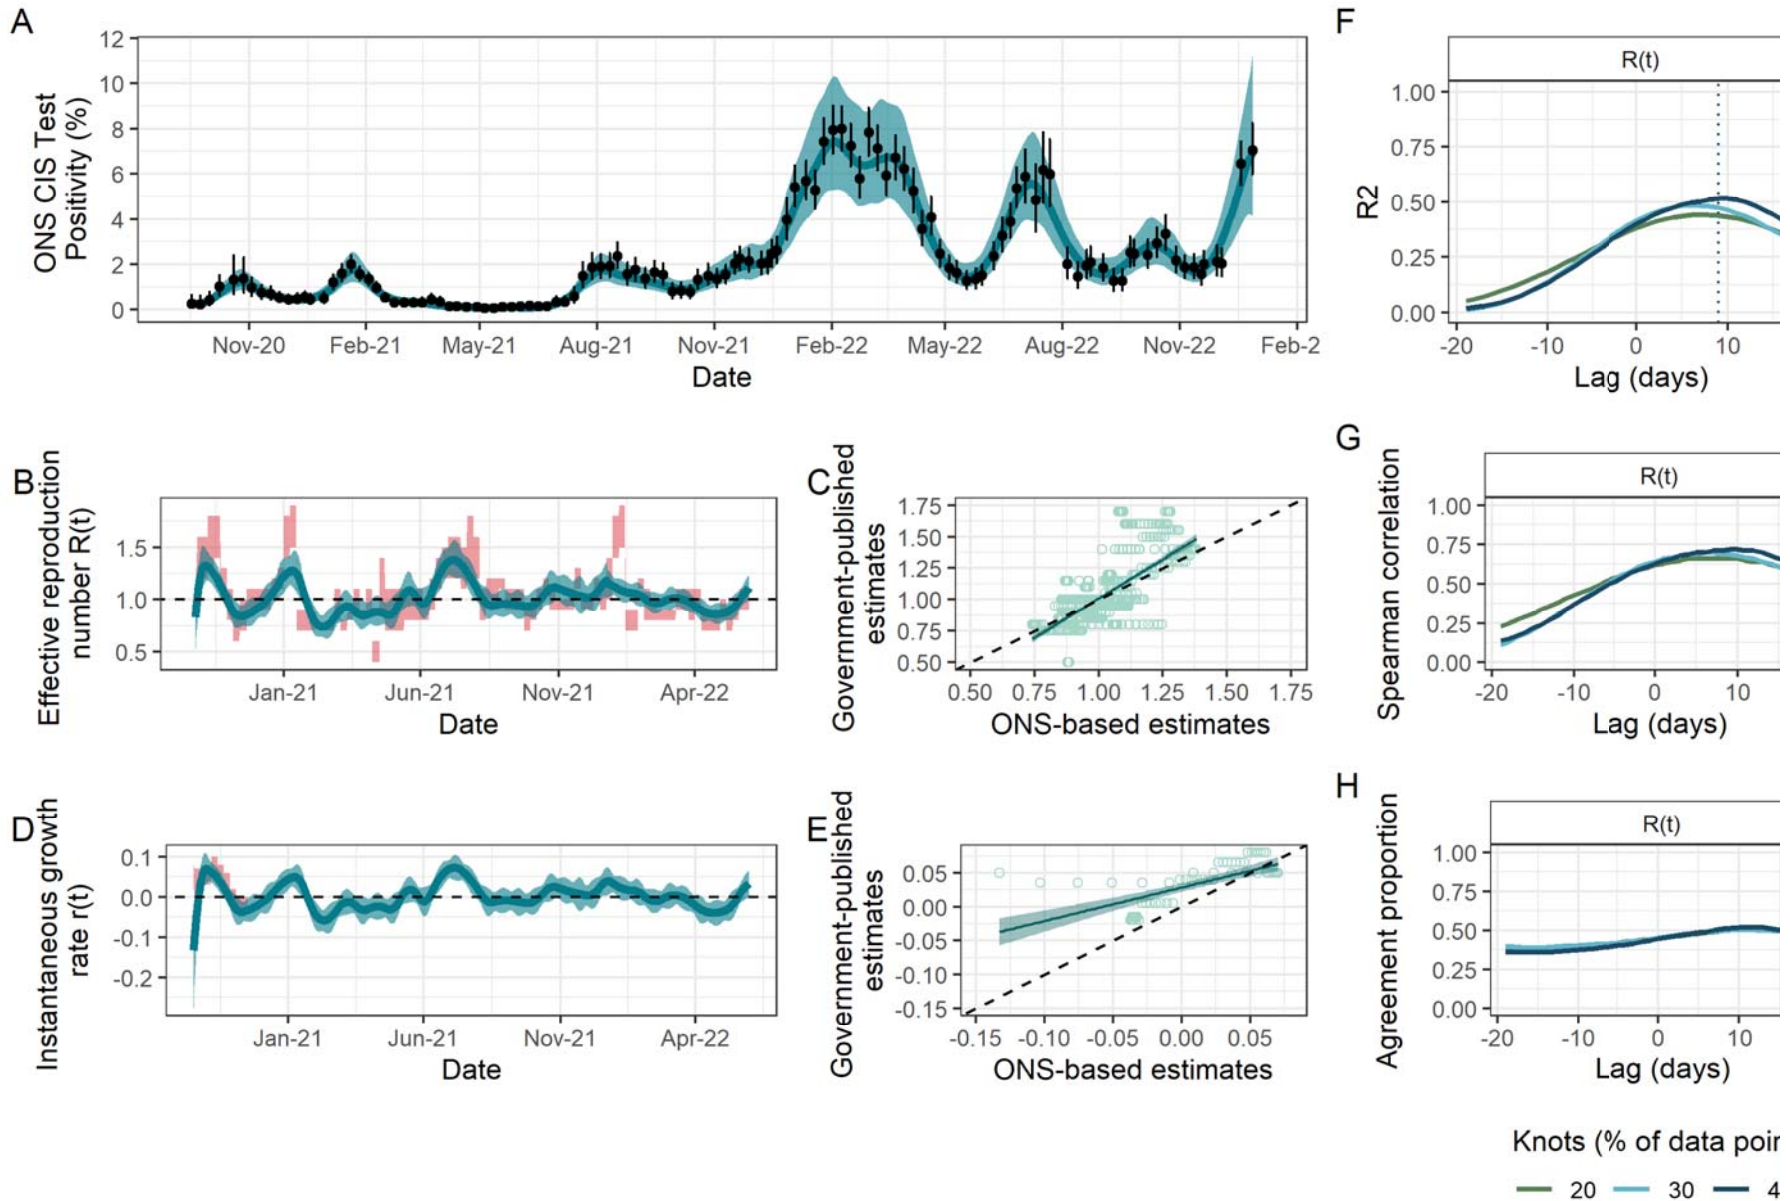 A
12
10
8
6
4
2
0
ONS CIS Test
Positivity (%)
Nov-20 Feb-21 May-21 Aug-21 Nov-21 Feb-22 May-22 Aug-22 Nov-22 Feb-2
Date
F
R(t)
1.00
0.75
0.50
0.25
0.00
R2
-20 -10 0 10
Lag (days)
B
Effective reproduction
number R(t)
1.5
1.0
0.5
Jan-21 Jun-21 Nov-21 Apr-22
Date
C
Government-published
estimates
1.75
1.50
1.25
1.00
0.75
0.50
0.50 0.75 1.00 1.25 1.50 1.75
ONS-based estimates
G
R(t)
Spearman correlation
1.00
0.75
0.50
0.25
0.00
-20 -10 0 10
Lag (days)
D
Instantaneous growth
rate r(t)
0.1
0.0
-0.1
-0.2
Jan-21 Jun-21 Nov-21 Apr-22
Date
E
Government-published
estimates
0.05
0.00
-0.05
-0.10
-0.15
-0.15 -0.10 -0.05 0.00 0.05
ONS-based estimates
H
R(t)
Agreement proportion
1.00
0.75
0.50
0.25
0.00
-20 -10 0 10
Lag (days)
Knots (% of data poin
20 30 4